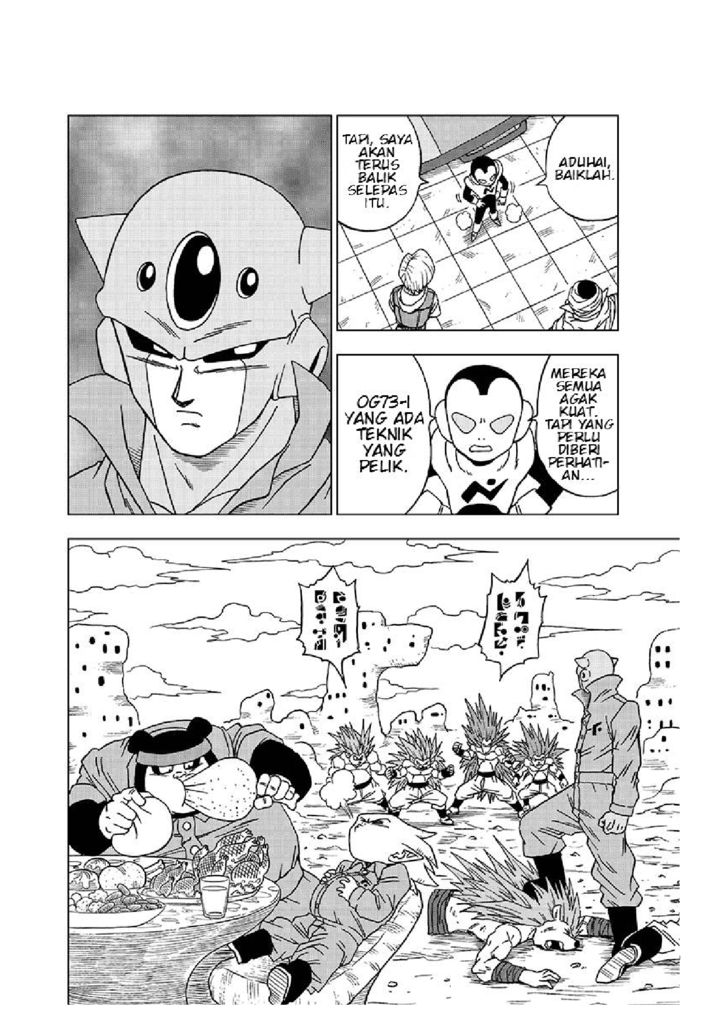 ADUHAI,
BAIKLAH.
TAPI, SAYA
AKAN
TERUS
BALIK
SELEPAS
ITU.
MEREKA
SEMUA
AGAK
KUAT.
TAPI YANG
PERLU
DIBERI
PERHATI-
AN...
OG73-I
YANG ADA
TEKNIK
YANG
PELIK.